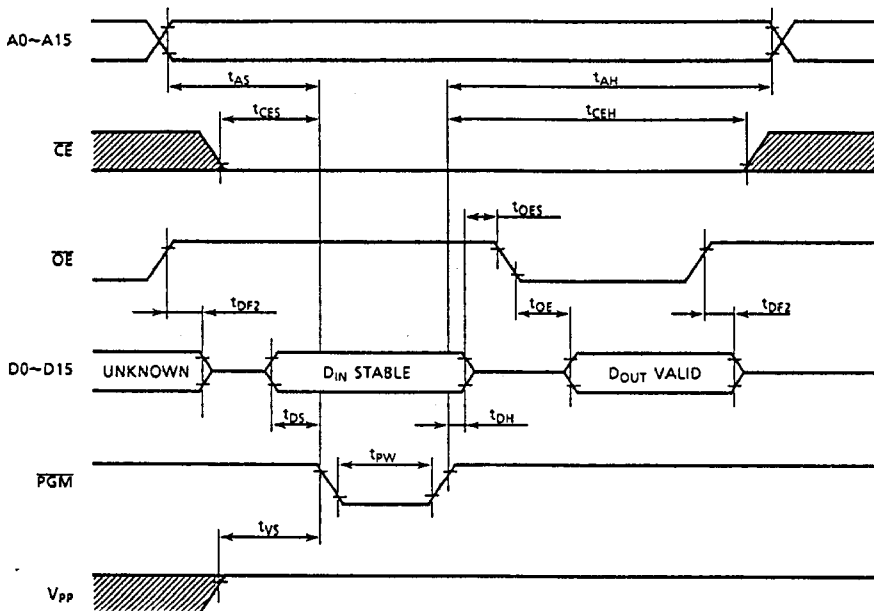 A0~A15
tAS
tAH
tCES
tCEH
CE
tOES
OE
tDF2
tOE
tDF2
D0~D15
UNKNOWN
DIN STABLE
DOUT VALID
tDS
tDH
tPW
PGM
tVS
VPP